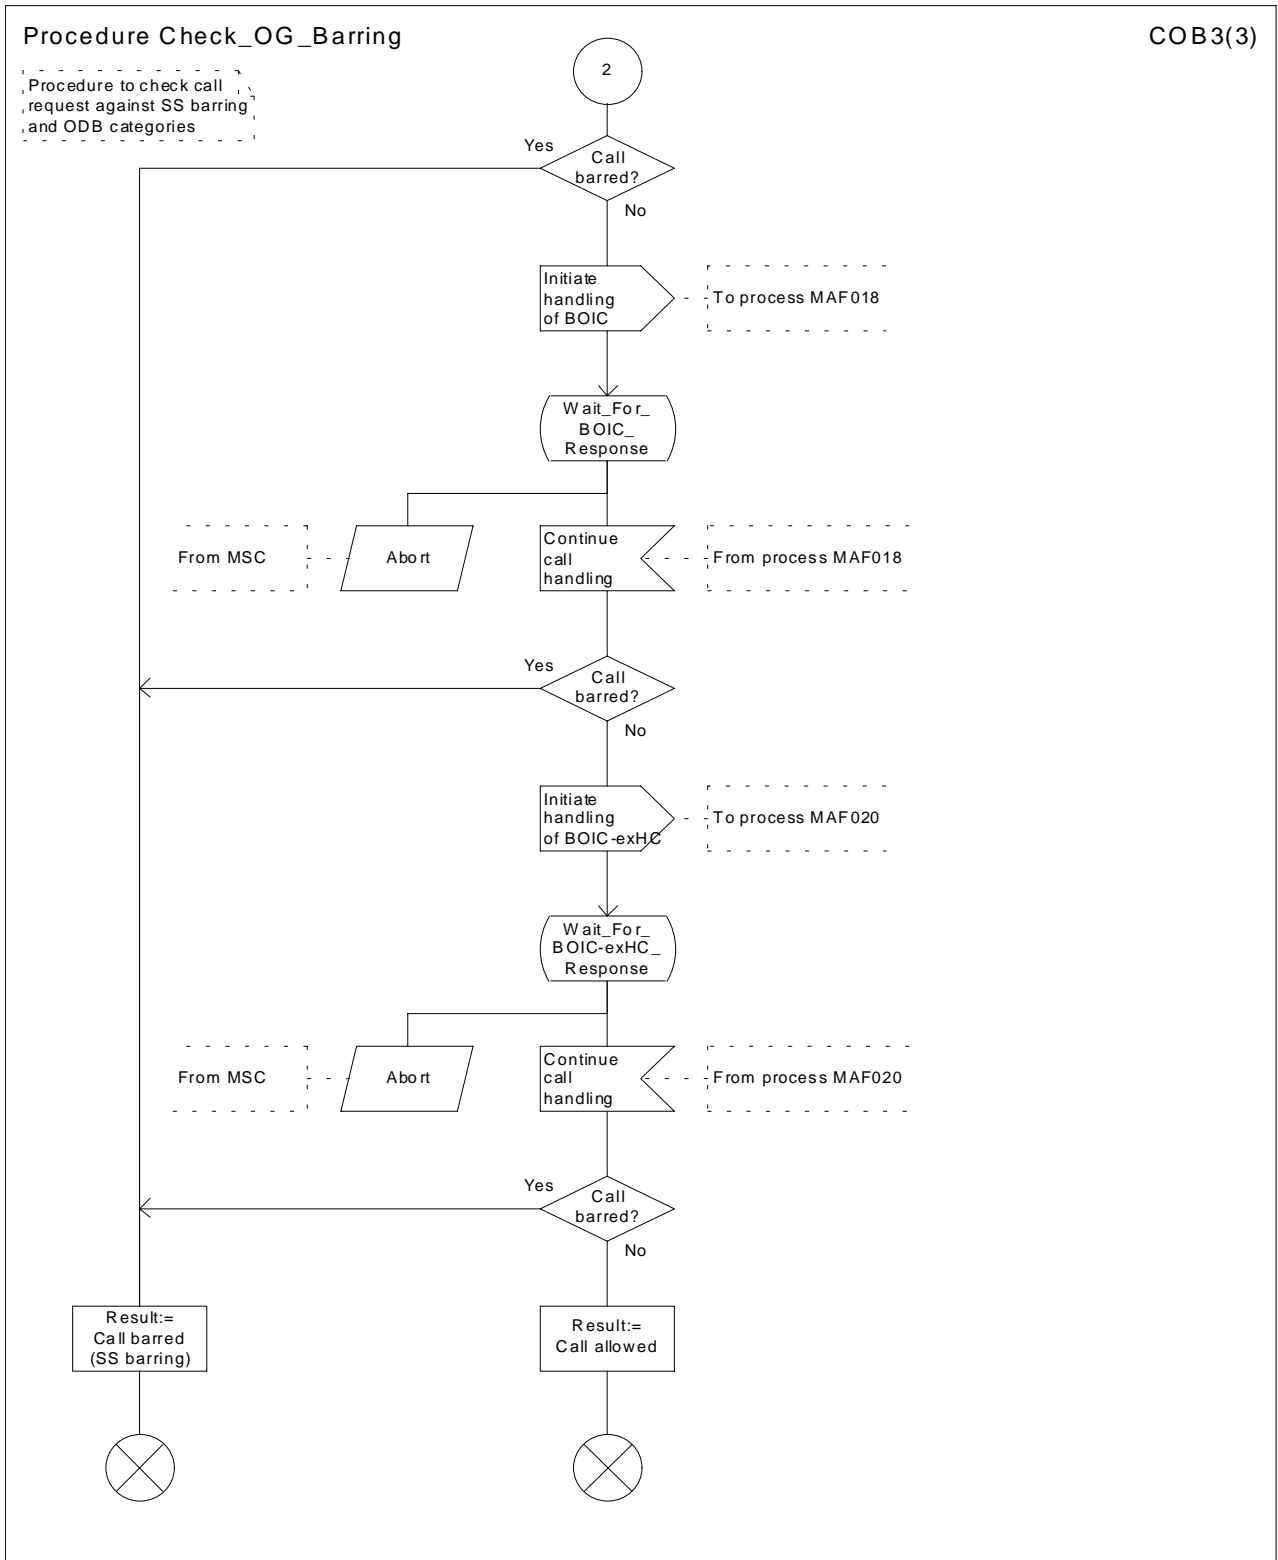 Procedure Check_OG_Barring
COB3(3)
Procedure to check call
request against SS barring
and ODB categories
2
Yes
Call
barred?
No
Initiate
handling
of BOIC
To process MAF018
Wait_For_
BOIC_
Response
From MSC
Abort
Continue
call
handling
From process MAF018
Yes
Call
barred?
No
Initiate
handling
of BOIC-exHC
To process MAF020
Wait_For_
BOIC-exHC_
Response
From MSC
Abort
Continue
call
handling
From process MAF020
Yes
Call
barred?
No
Result:=
Call barred
(SS barring)
Result:=
Call allowed